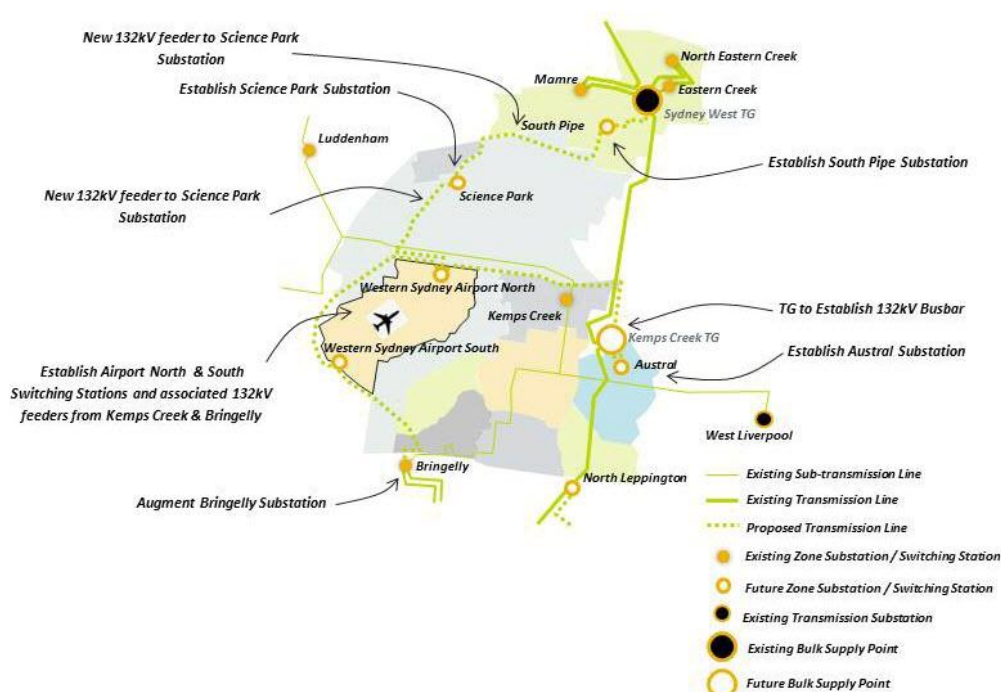 New 132kV feeder to Science Park
Substation
North Eastern Creek
Mamre
Establish Science Park Substation
Eastern Creek
Sydney West TG
South Pipe
Luddenham
Establish South Pipe Substation
New 132kV feeder to Science Park
Substation
Science Park
Western Sydney Airport North
Kemps Creek
TG to Establish 132kV Busbar
Kemps Creek TG
Western Sydney Airport South
Establish Austral Substation
Austral
Establish Airport North & South
Switching Stations and associated 132kV
feeders from Kemps Creek & Bringelly
West Liverpool
Bringelly
North Leppington
Augment Bringelly Substation
Existing Sub-transmission Line
Existing Transmission Line
Proposed Transmission Line
Existing Zone Substation / Switching Station
Future Zone Substation / Switching Station
Existing Transmission Substation
Existing Bulk Supply Point
Future Bulk Supply Point